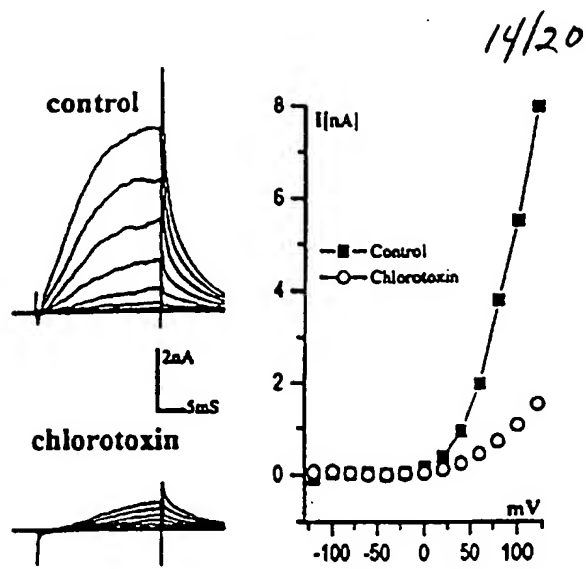 14/20
control
2nA
5mS
chlorotoxin
I[nA]
8
6
4
2
0
Control
Chlorotoxin
mV
-100 -50 0 50 100